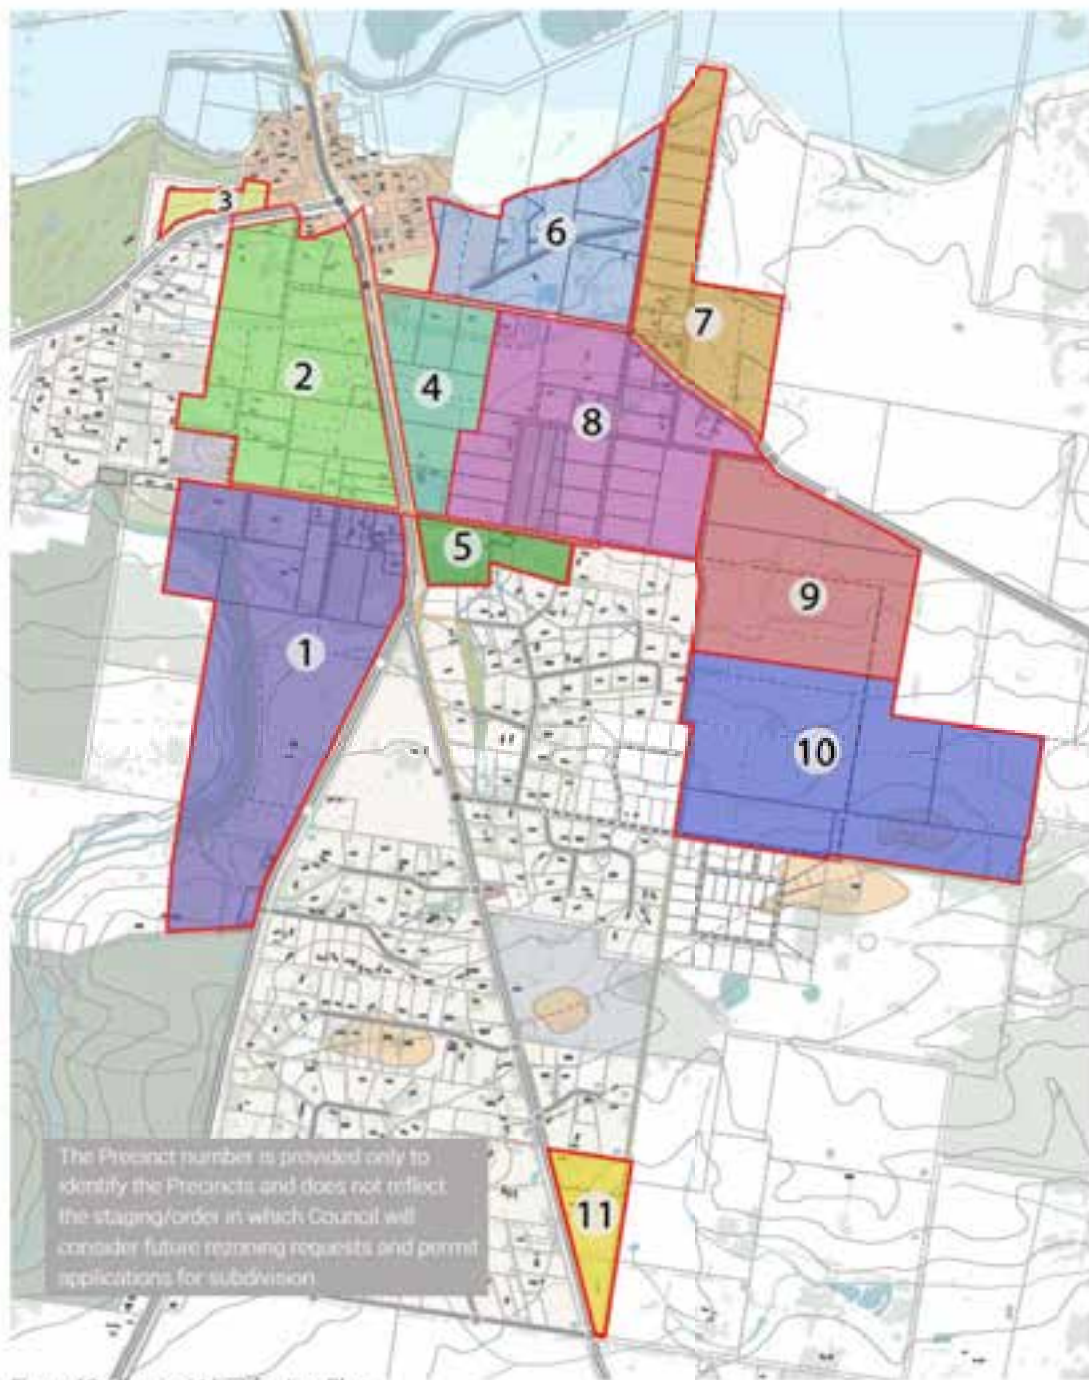 3
6
7
2
4
8
5
9
1
10
The Precinct number is provided only to
identify the Precincts and does not reflect
the staging/order in which Council will
consider future rezoning requests and permit
applications for subdivision
11